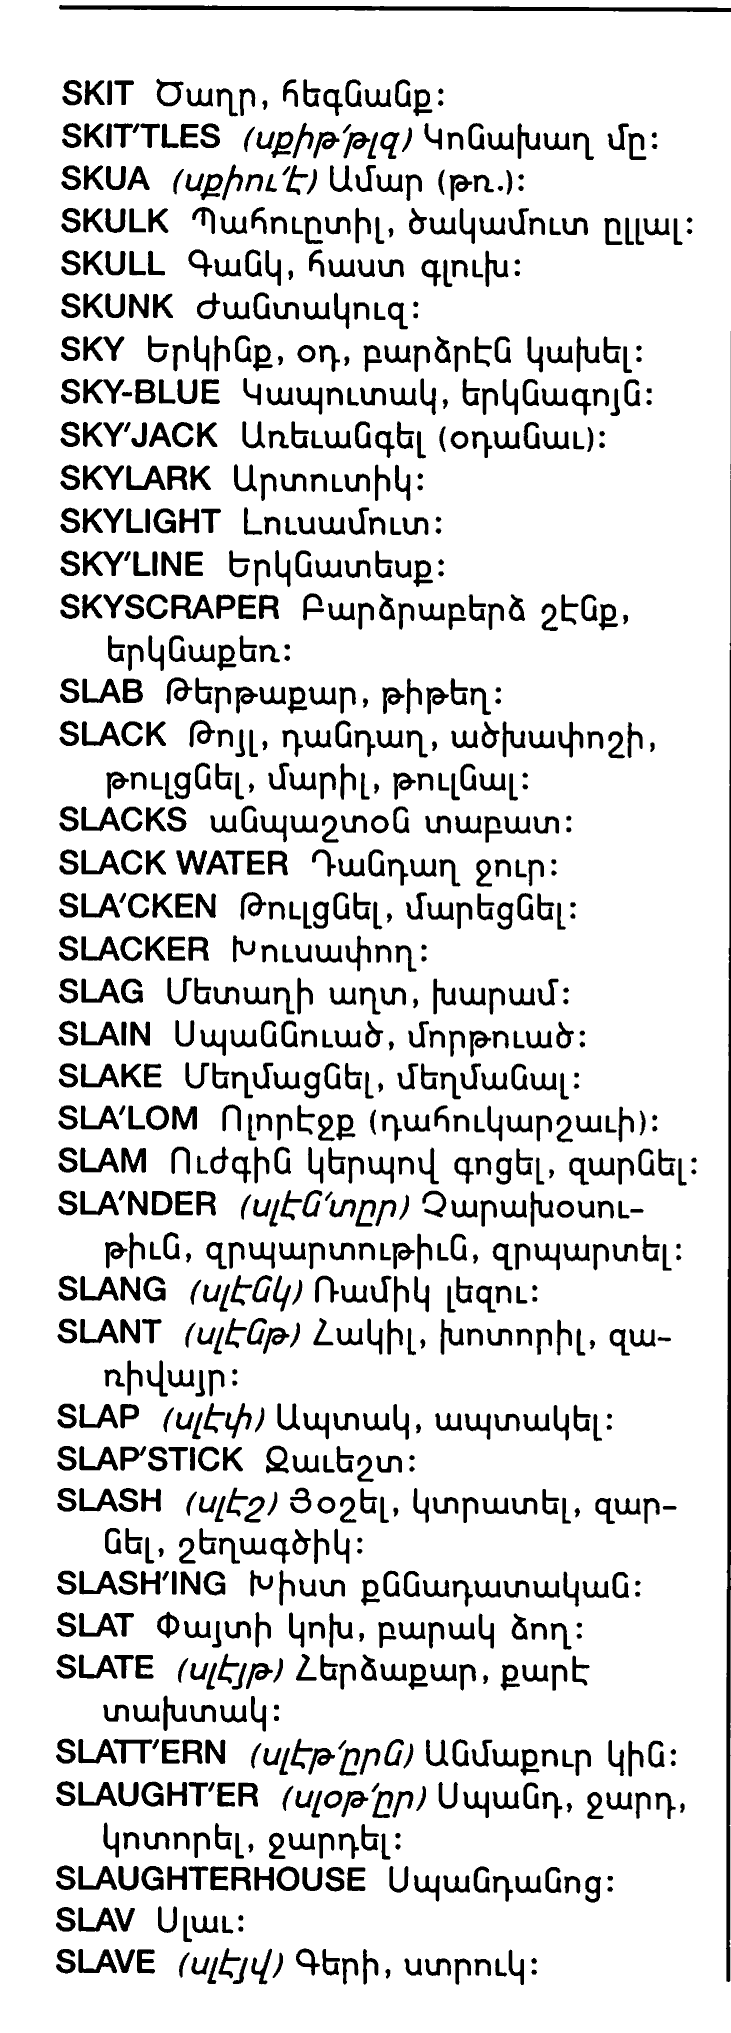 SKIT Ծաղր, հեգնանք։
SKIT′TLES (սքիթ′թլզ) Կոնախաղ մը։
SKUA (սքիու′է) Ամար (թռ.)։
SKULK Պահուըտիլ, ծակամուտ ըլլալ։
SKULL Գանկ, հաստ գլուխ։
SKUNK Ժանտակուզ։
SKY Երկինք, օդ, բարձրէն կախել։
SKY-BLUE Կապուտակ, երկնագոյն։
SKY′JACK Առեւանգել (օդանաւ)։
SKYLARK Արտուտիկ։
SKYLIGHT Լուսամուտ։
SKY′LINE Երկնատեսք։
SKYSCRAPER Բարձրաբերձ շէնք,
երկնաքեռ։
SLAB Թերթաքար, թիթեղ։
SLACK Թոյլ, դանդաղ, ածխափոշի,
թուլցնել, մարիլ, թուլնալ։
SLACKS անպաշտօն տաբատ։
SLACK WATER Դանդաղ ջուր։
SLA′CKEN Թուլցնել, մարեցնել։
SLACKER Խուսափող։
SLAG Մետաղի աղտ, խարամ։
SLAIN Սպաննուած, մորթուած։
SLAKE Մեղմացնել, մեղմանալ։
SLA′LOM Ոլորէջք (դահուկարշաւի)։
SLAM Ուժգին կերպով գոցել, զարնել։
SLA′NDER (սլէն′տըր) Չարախօսու-
թիւն, զրպարտութիւն, զրպարտել։
SLANG (սլէնկ) Ռամիկ լեզու։
SLANT (սլէնթ) Հակիլ, խոտորիլ, զա-
ռիվայր։
SLAP (սլէփ) Ապտակ, ապտակել։
SLAP′STICK Ձաւեշտ։
SLASH (սլէշ) Յօշել, կտրատել, զար-
նել, շեղագծիկ։
SLASH′ING Խիստ քննադատական։
SLAT Փայտի կոխ, բարակ ձող։
SLATE (սլէյթ) Հերձաքար, քարէ
տախտակ։
SLATT′ERN (սլէթ′ըրն) Անմաքուր կին։
SLAUGHT′ER (սլօթ′ըր) Սպանդ, ջարդ,
կոտորել, ջարդել։
SLAUGHTERHOUSE Սպանդանոց։
SLAV Սլաւ։
SLAVE (սլէյվ) Գերի, ստրուկ։